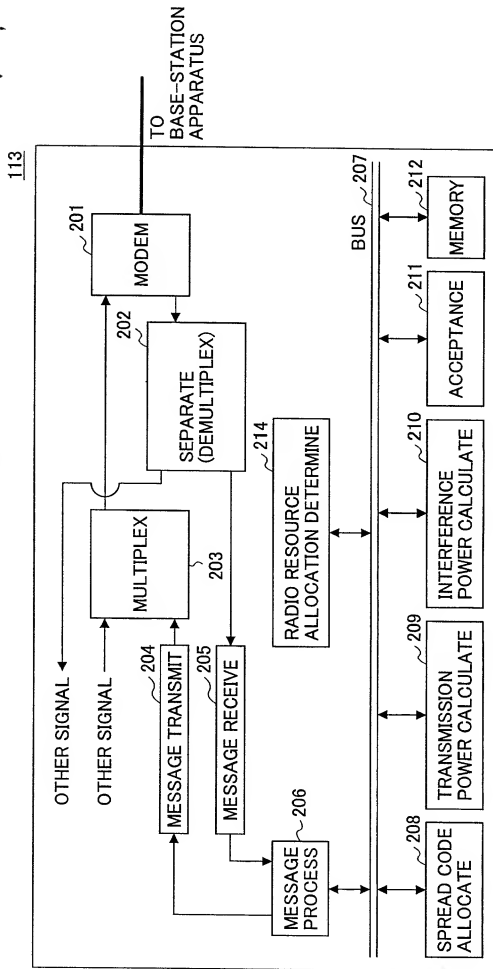 113
TO
BASE-STATION
APPARATUS
201
MODEM
202
SEPARATE
(DEMULTIPLEX)
OTHER SIGNAL
OTHER SIGNAL
MULTIPLEX
203
204
MESSAGE TRANSMIT
205
MESSAGE RECEIVE
206
MESSAGE
PROCESS
214
RADIO RESOURCE
ALLOCATION DETERMINE
BUS
207
208
SPREAD CODE
ALLOCATE
209
TRANSMISSION
POWER CALCULATE
210
INTERFERENCE
POWER CALCULATE
211
ACCEPTANCE
212
MEMORY